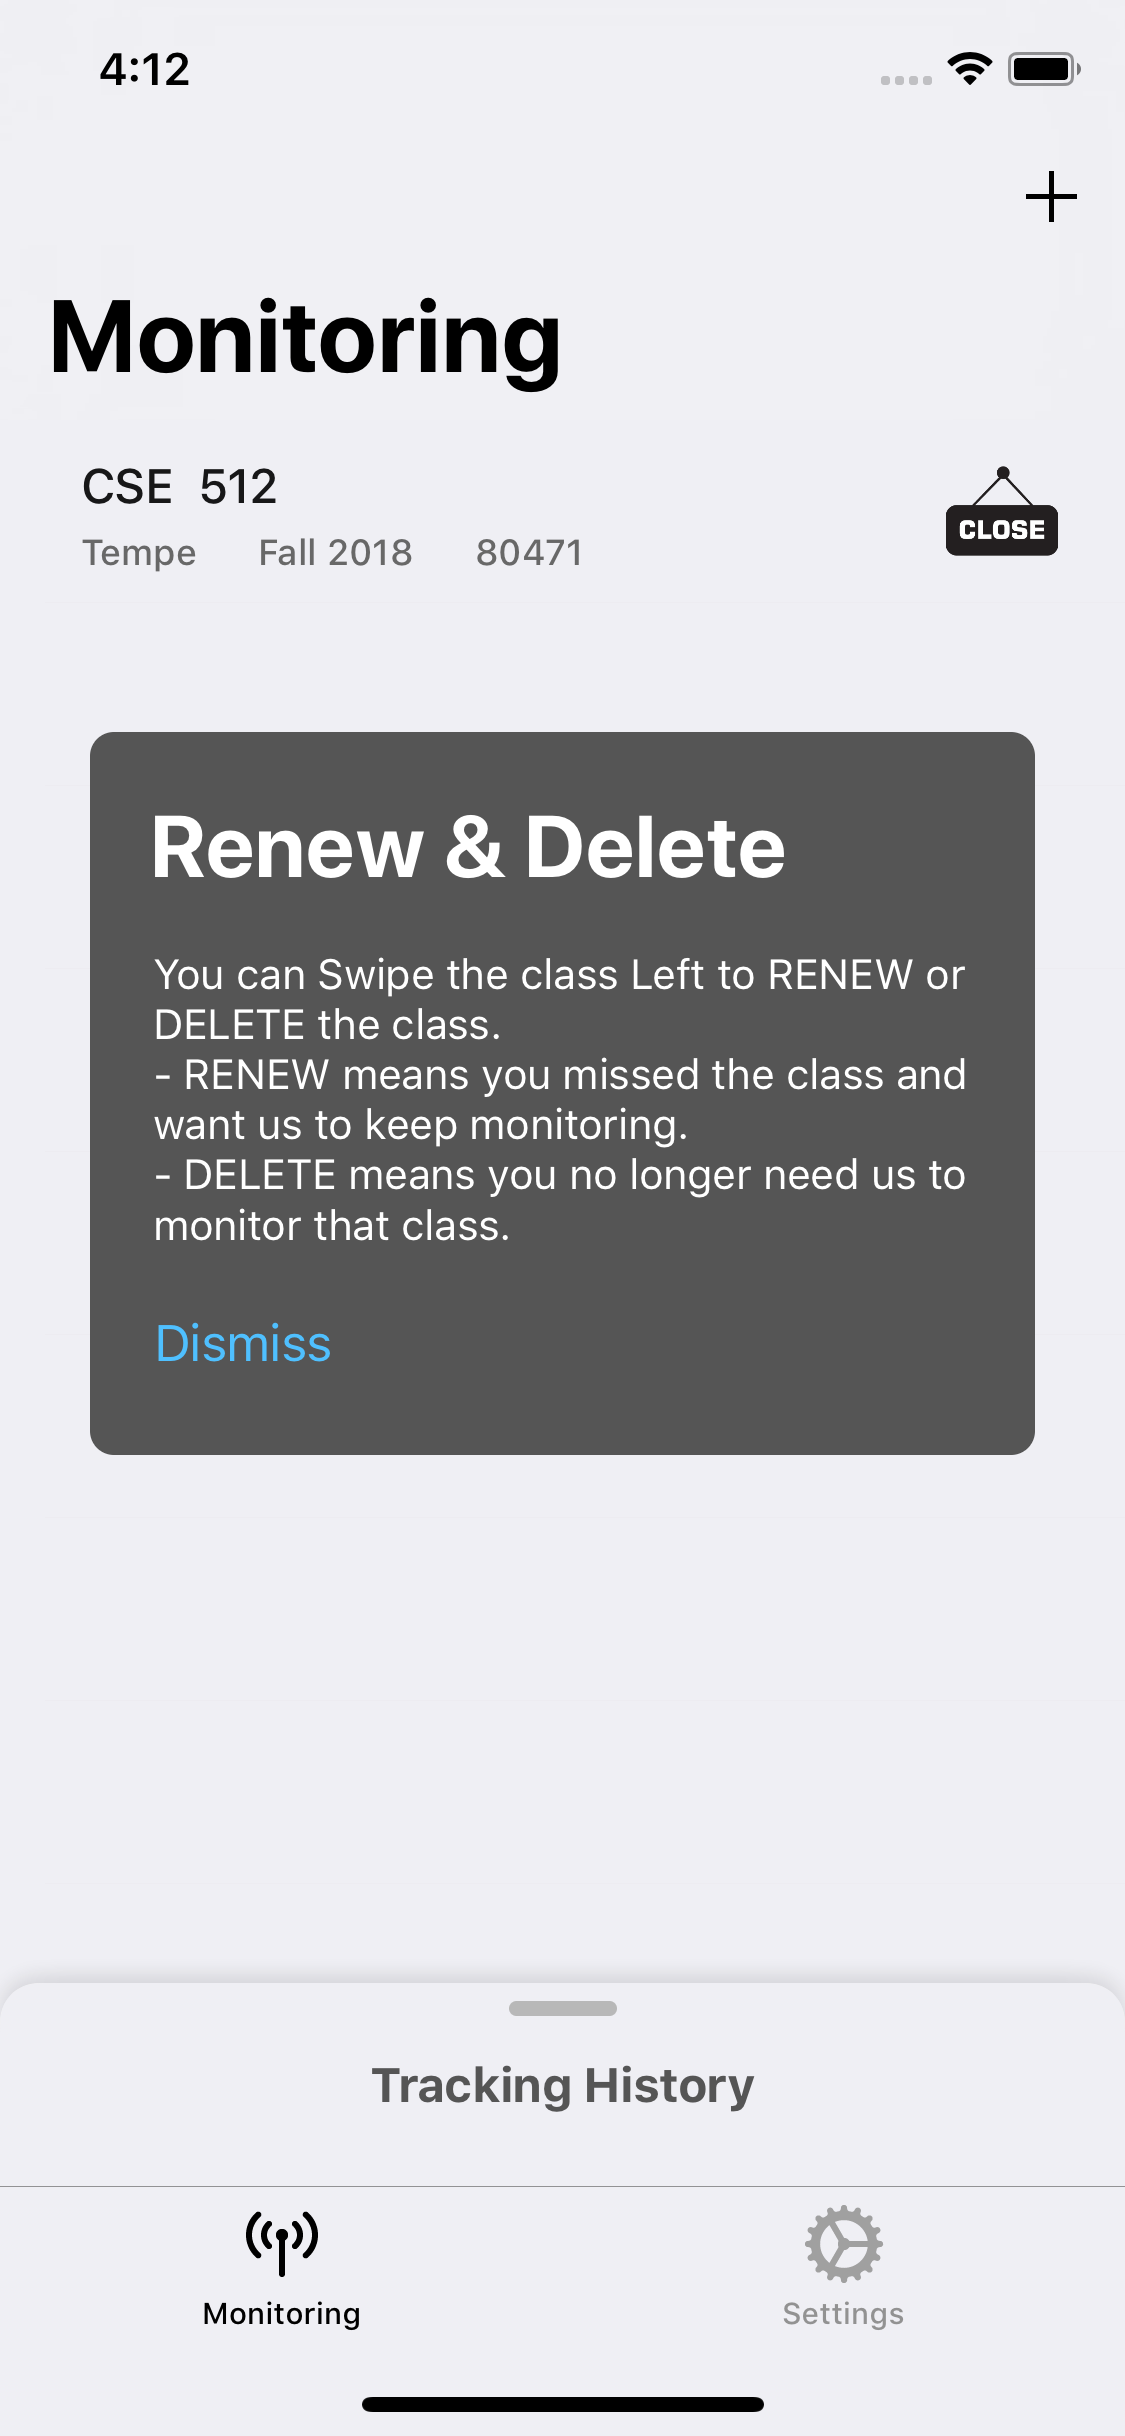 4:12
Monitoring
CSE 512
CLOSE
Tempe Fall 2018 80471
Renew & Delete
You can Swipe the class Left to RENEW or
DELETE the class.
- RENEW means you missed the class and
want us to keep monitoring.
- DELETE means you no longer need us to
monitor that class.
Dismiss
Tracking History
Monitoring
Settings